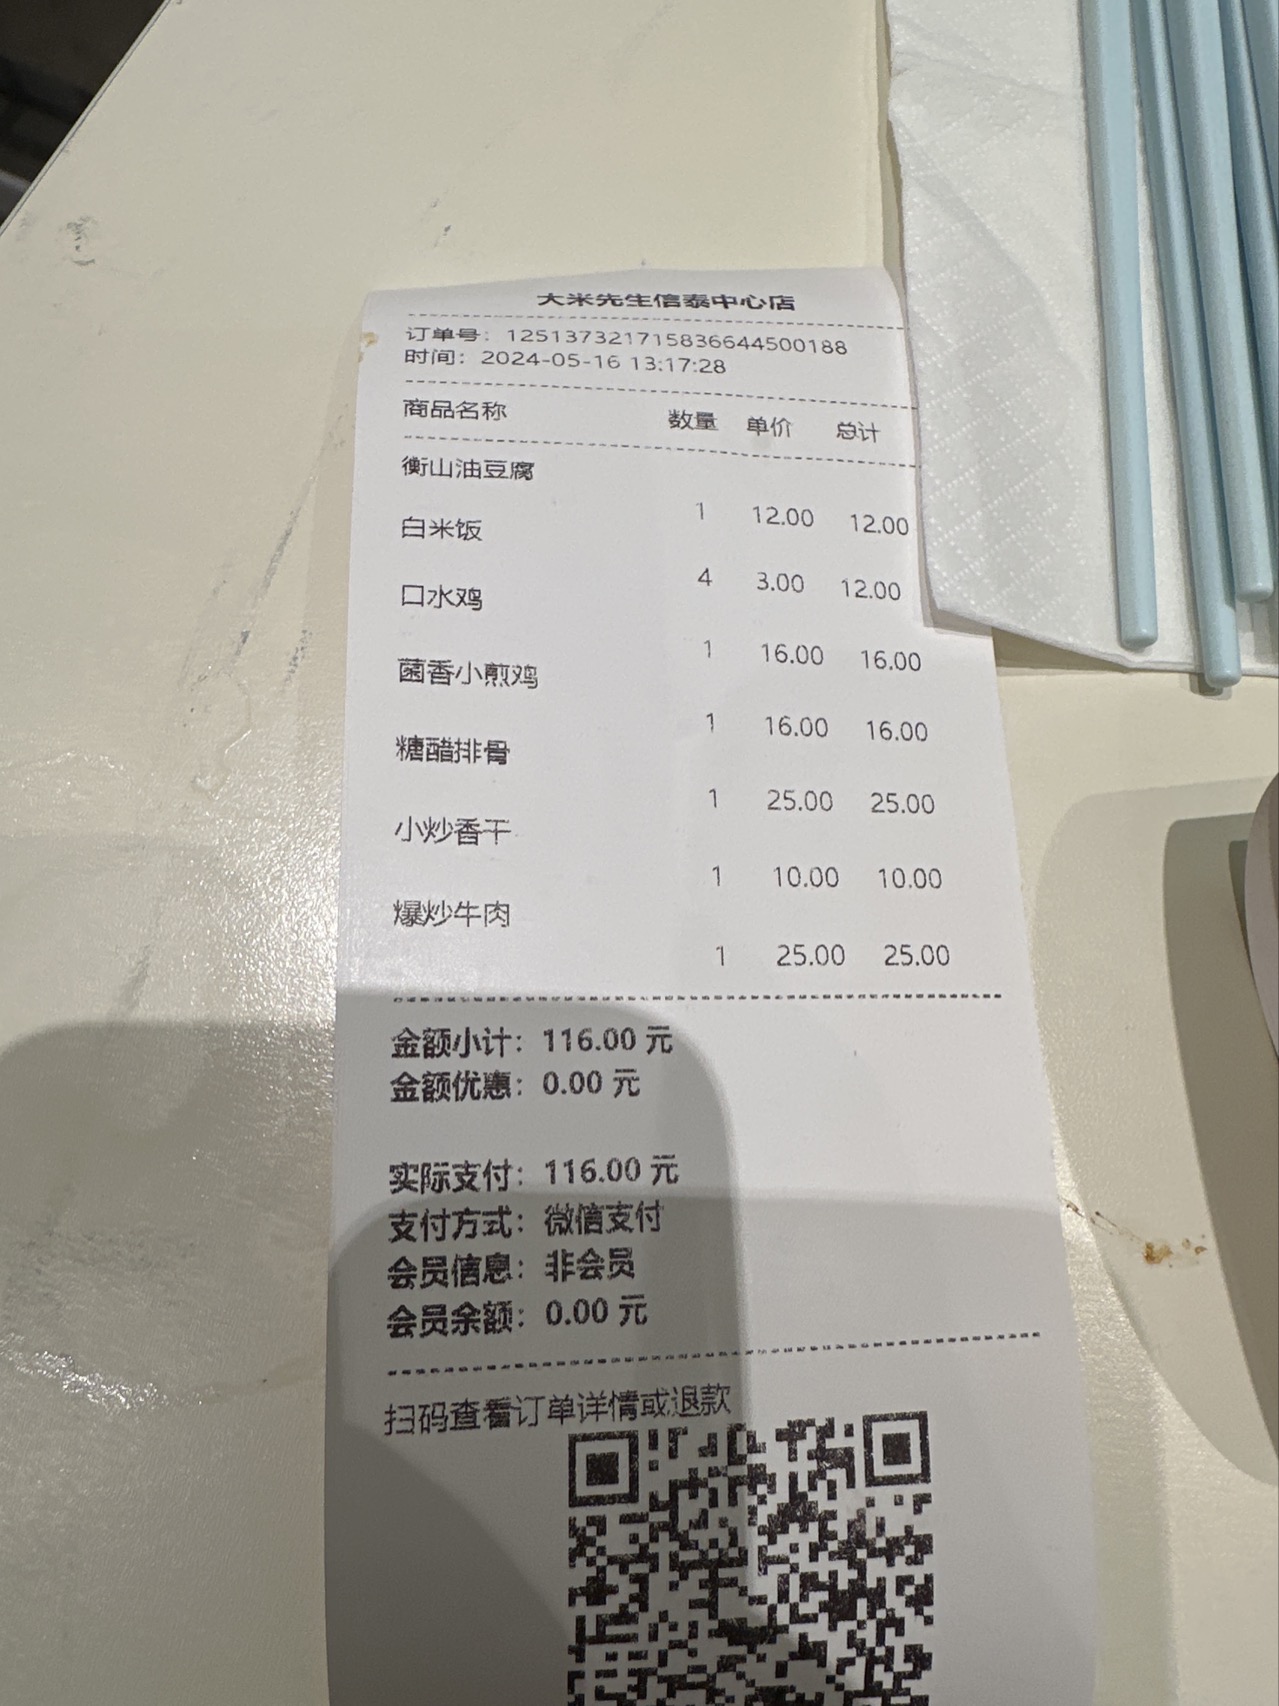 大米先生信泰中心店
订单号：1251373217158366445​00188
时间：2024-05-16 13:17:28
商品名称 数量 单价 总计
衡山油豆腐
1 12.00 12.00
白米饭
4 3.00 12.00
口水鸡
1 16.00 16.00
菌香小煎鸡
1 16.00 16.00
糖醋排骨
1 25.00 25.00
小炒香干
1 10.00 10.00
爆炒牛肉
1 25.00 25.00
金额小计：116.00 元
金额优惠：0.00 元
实际支付：116.00 元
支付方式：微信支付
会员信息：非会员
会员余额：0.00 元
扫码查看订单详情或退款